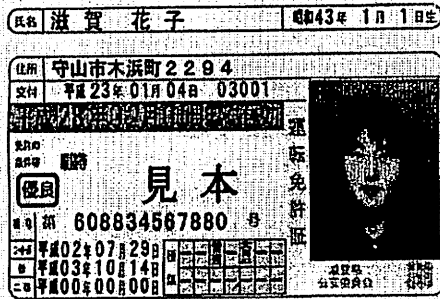 氏名 滋賀 花子 昭和43年 1月 1日生
住所 守山市木浜町2294
交付 平成23年01月04日 03001
優良
見本
第 608834567880 号
平成02年07月29日
平成03年10月14日
平成00年00月00日
運転免許証